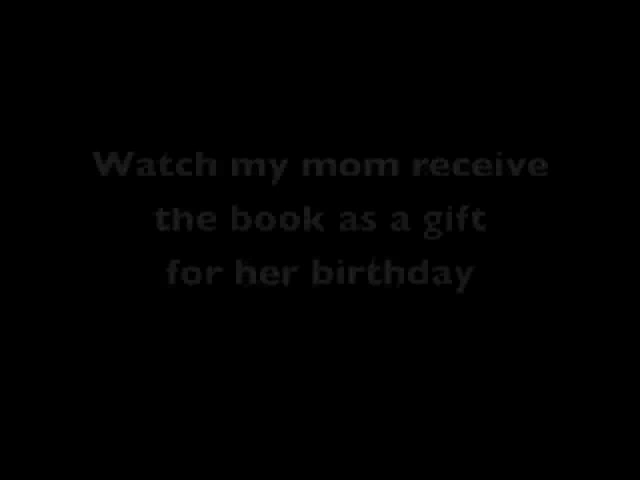 Watch my mom receive
the book as a gift
for her birthday